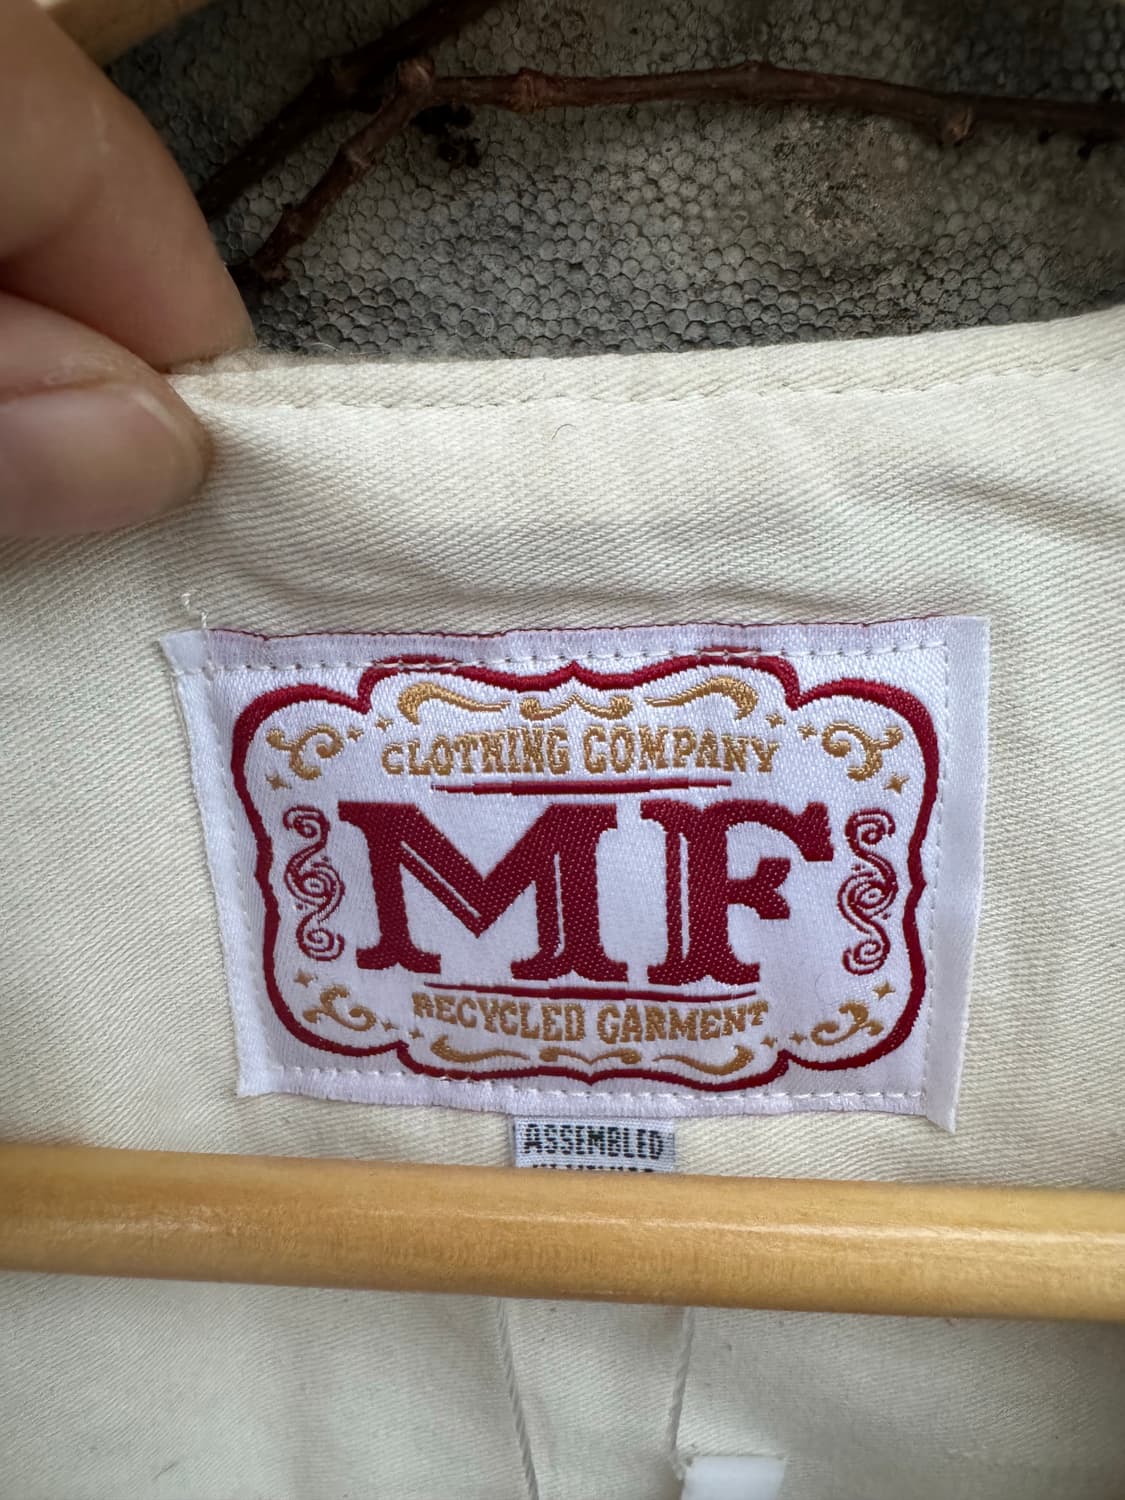 CLOTHING COMPANY
MF
RECYCLED GARMENT
ASSEMBLED